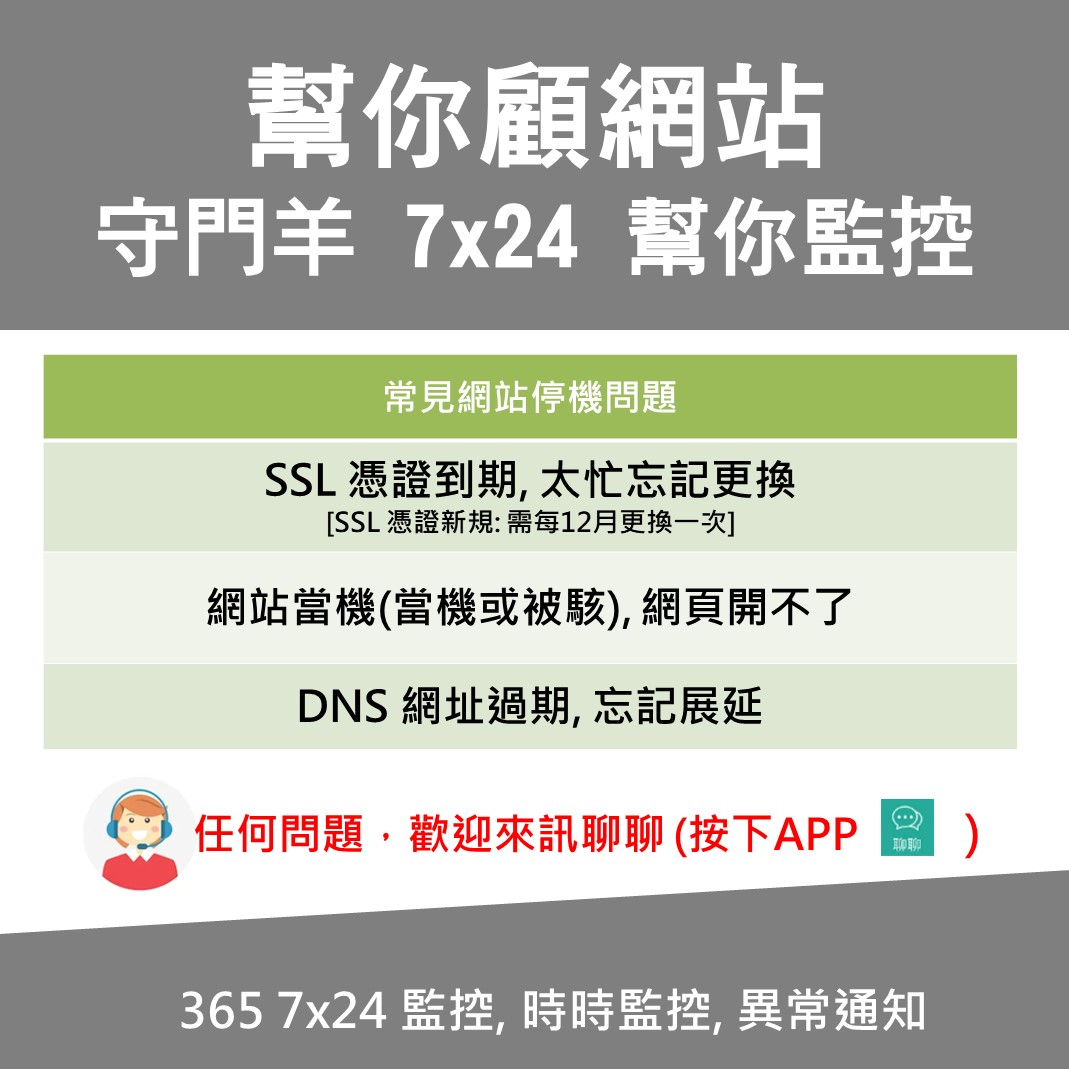 幫你顧網站
守門羊 7x24 幫你監控
常見網站停機問題
SSL 憑證到期, 太忙忘記更換
[SSL 憑證新規: 需每12月更換一次]
網站當機(當機或被駭), 網頁開不了
DNS 網址過期, 忘記展延
任何問題，歡迎來訊聊聊 (按下APP 聊聊 )
365 7x24 監控, 時時監控, 異常通知